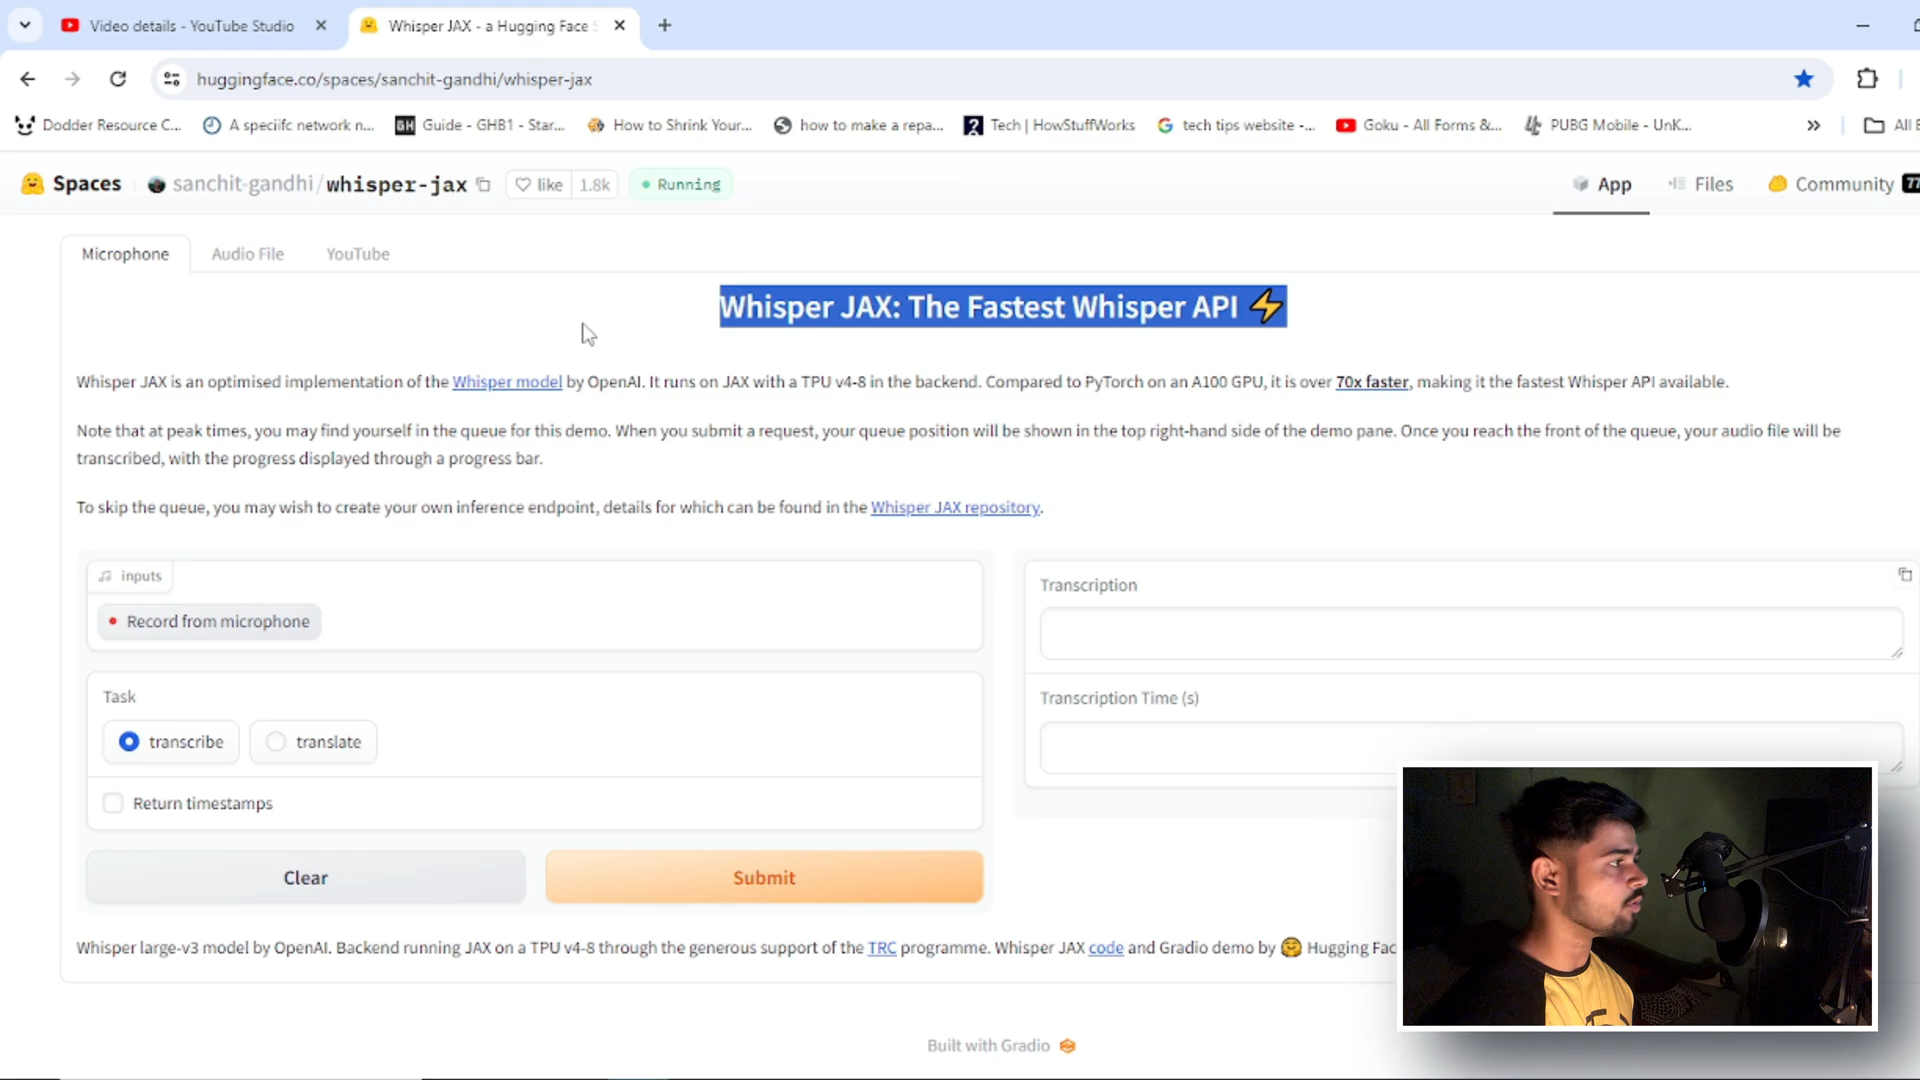 Video details - YouTube Studio
Whisper JAX - a Hugging Face
huggingface.co/spaces/sanchit-gandhi/whisper-jax
Dodder Resource C... A speciifc network n... GH Guide - GHB1 - Star... How to Shrink Your... how to make a repa... Tech | HowStuffWorks tech tips website -... Goku - All Forms &... PUBG Mobile - UnK... » All
Spaces sanchit-gandhi/whisper-jax like 1.8k Running App Files Community 77
Microphone Audio File YouTube
Whisper JAX: The Fastest Whisper API ⚡
Whisper JAX is an optimised implementation of the Whisper model by OpenAI. It runs on JAX with a TPU v4-8 in the backend. Compared to PyTorch on an A100 GPU, it is over 70x faster, making it the fastest Whisper API available.
Note that at peak times, you may find yourself in the queue for this demo. When you submit a request, your queue position will be shown in the top right-hand side of the demo pane. Once you reach the front of the queue, your audio file will be
transcribed, with the progress displayed through a progress bar.
To skip the queue, you may wish to create your own inference endpoint, details for which can be found in the Whisper JAX repository.
inputs
Record from microphone
Task
transcribe translate
Return timestamps
Clear Submit
Transcription
Transcription Time (s)
Whisper large-v3 model by OpenAI. Backend running JAX on a TPU v4-8 through the generous support of the TRC programme. Whisper JAX code and Gradio demo by 🤗 Hugging Fac
Built with Gradio